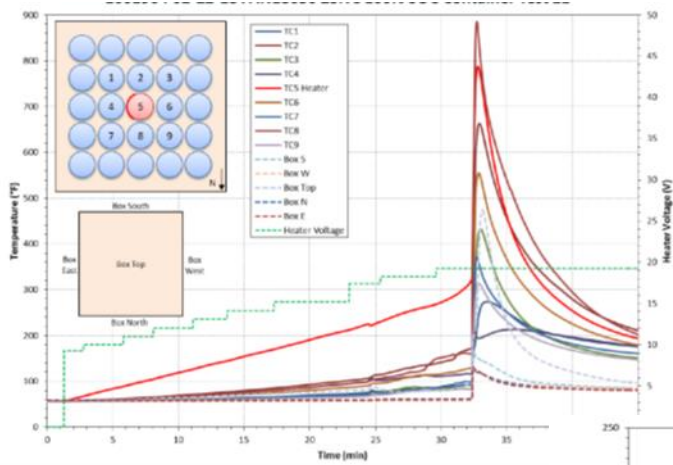 900
800
700
600
500
400
300
200
100
0
Temperature (°F)
0
5
10
15
20
25
30
35
Time (min)
50
45
40
35
30
25
20
15
10
5
Heater Voltage (V)
1 2 3
4 5 6
7 8 9
N
Box South
Box East
Box Top
Box West
Box North
TC1
TC2
TC3
TC4
TC5 Heater
TC6
TC7
TC8
TC9
Box S
Box W
Box Top
Box N
Box E
Heater Voltage
250